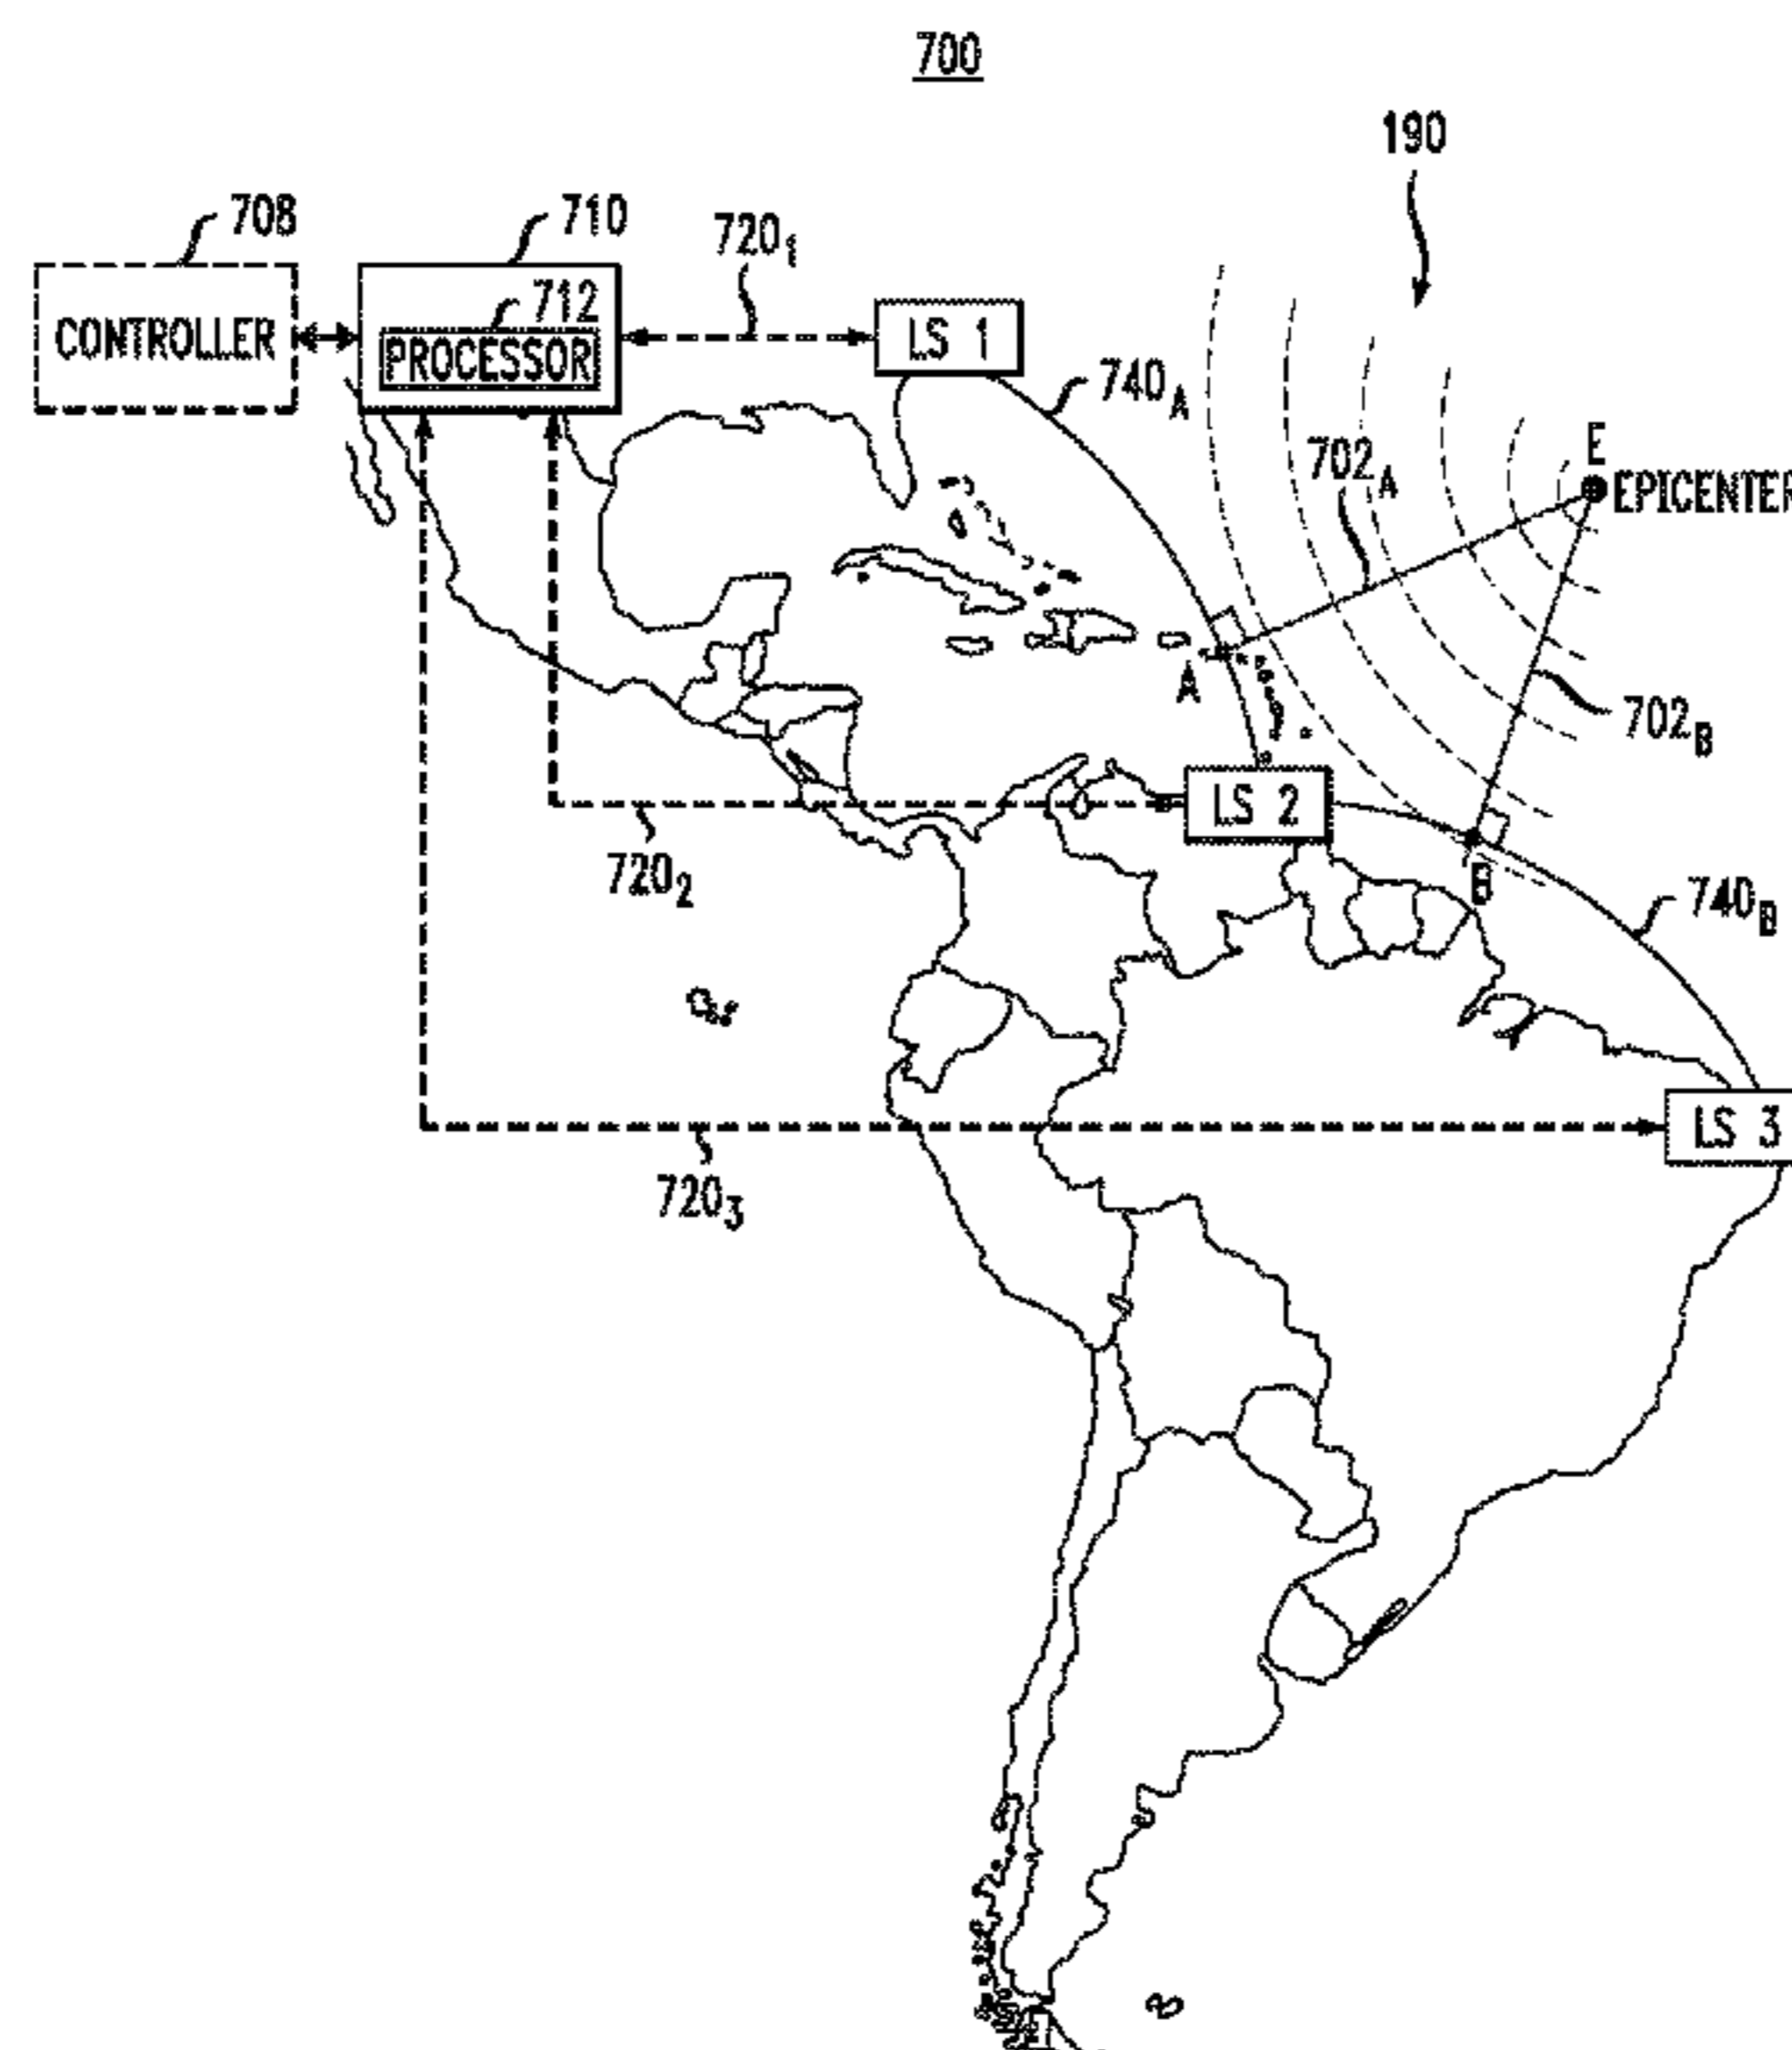 700
190
708
710
720₁
712
CONTROLLER
PROCESSOR
LS 1
740A
702A
E
EPICENTER
A
702B
LS 2
720₂
B
740B
LS 3
720₃